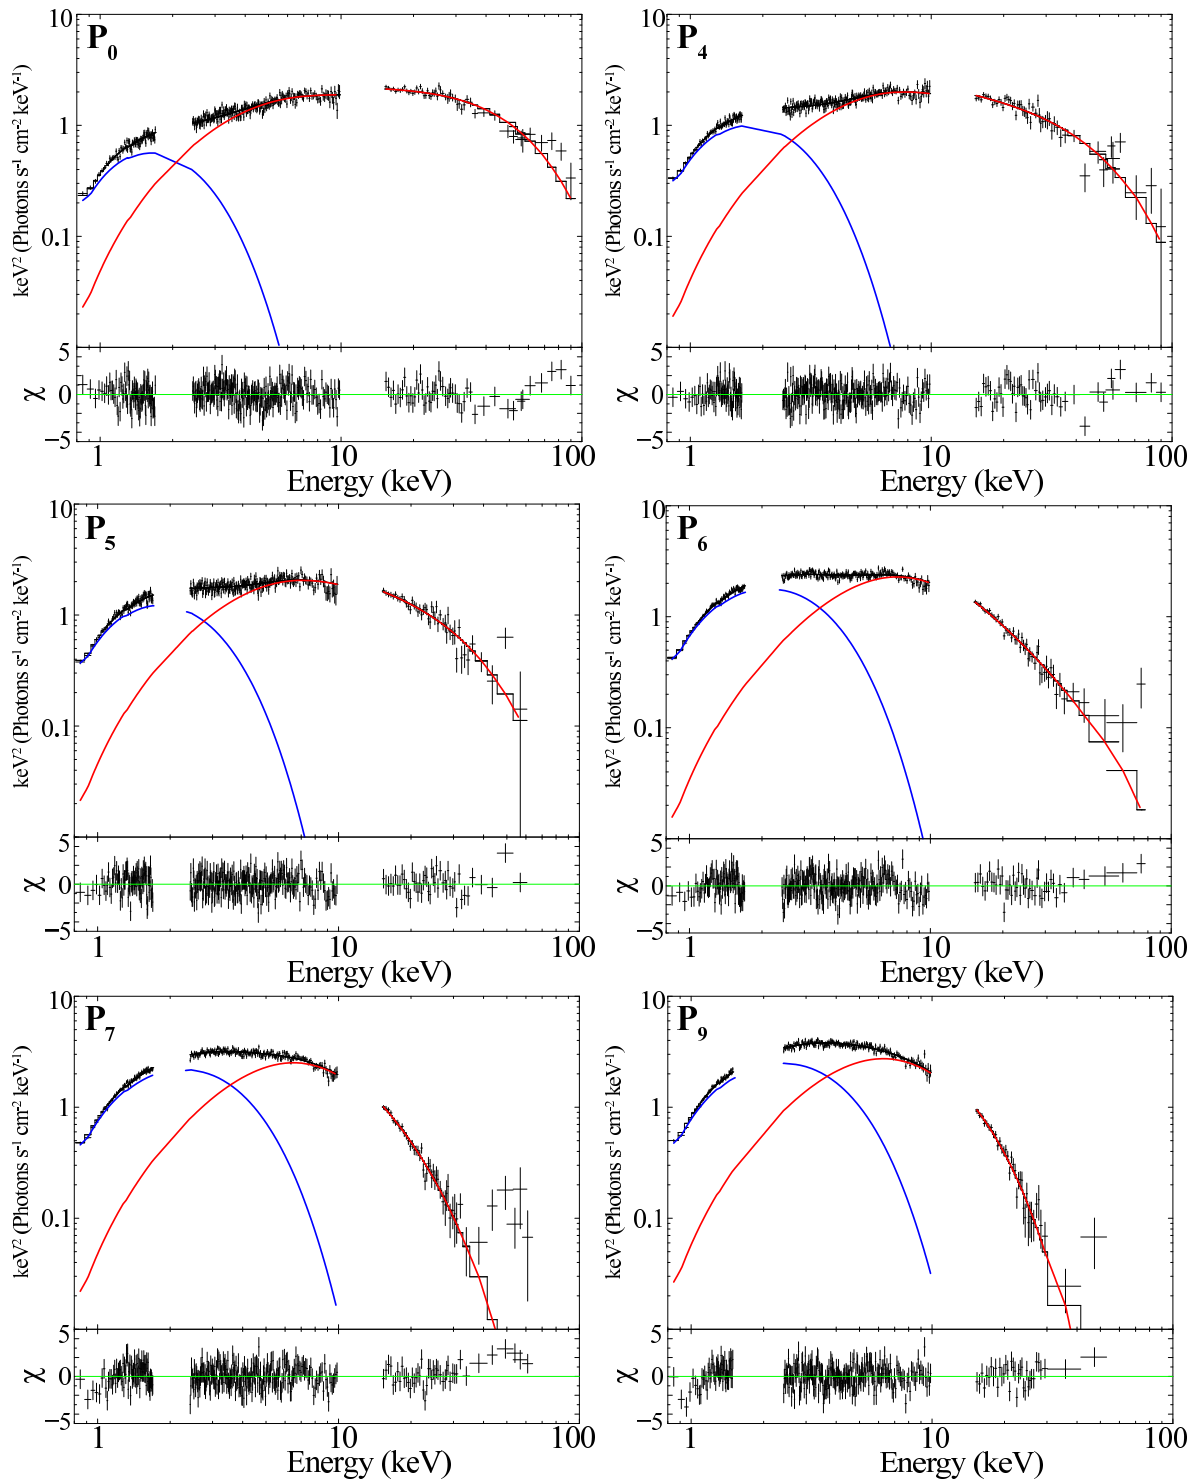 P0
10
1
0.1
keV² (Photons s⁻¹ cm⁻² keV⁻¹)
5
0
−5
χ
1 10 100
Energy (keV)
P4
10
1
0.1
keV² (Photons s⁻¹ cm⁻² keV⁻¹)
5
0
−5
χ
1 10 100
Energy (keV)
P5
10
1
0.1
keV² (Photons s⁻¹ cm⁻² keV⁻¹)
5
0
−5
χ
1 10 100
Energy (keV)
P6
10
1
0.1
keV² (Photons s⁻¹ cm⁻² keV⁻¹)
5
0
−5
χ
1 10 100
Energy (keV)
P7
10
1
0.1
keV² (Photons s⁻¹ cm⁻² keV⁻¹)
5
0
−5
χ
1 10 100
Energy (keV)
P9
10
1
0.1
keV² (Photons s⁻¹ cm⁻² keV⁻¹)
5
0
−5
χ
1 10 100
Energy (keV)